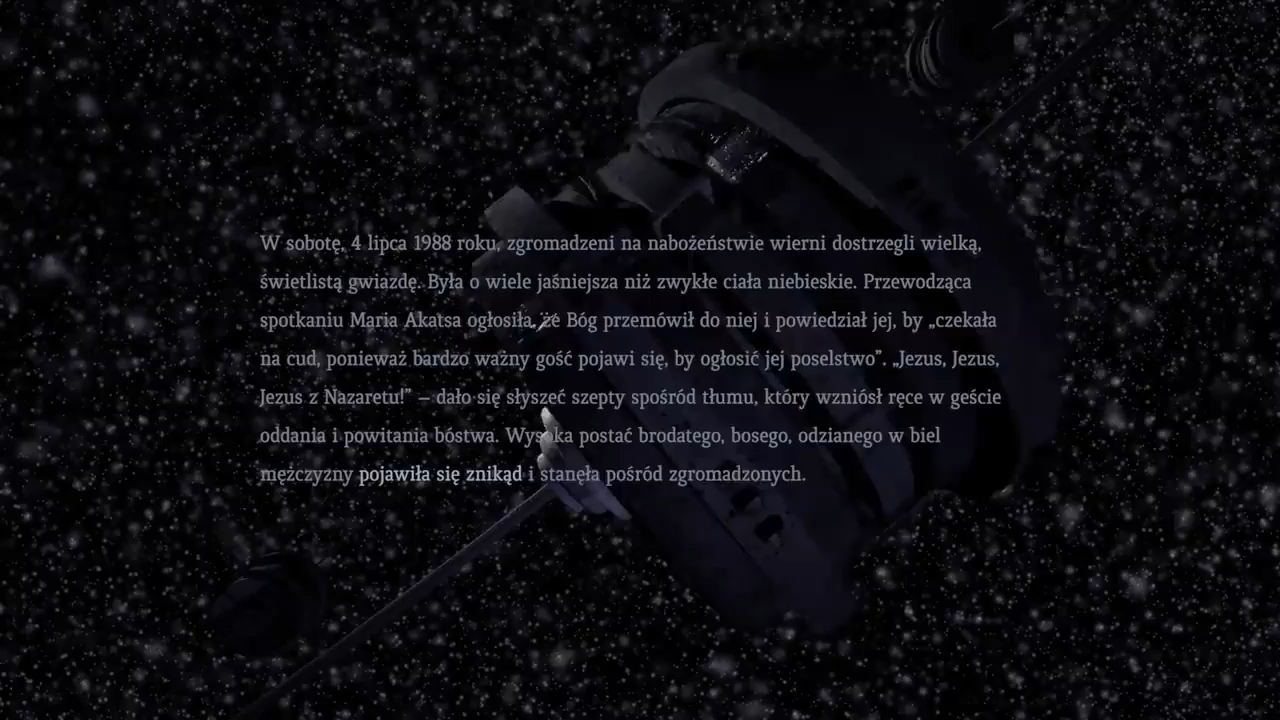 W sobotę, 4 lipca 1988 roku, zgromadzeni na nabożeństwie wierni dostrzegli wielką,
świetlistą gwiazdę. Była o wiele jaśniejsza niż zwykłe ciała niebieskie. Przewodząca
spotkaniu Maria Akatsa ogłosiła, że Bóg przemówił do niej i powiedział jej, by „czekała
na cud, ponieważ bardzo ważny gość pojawi się, by ogłosić jej poselstwo”. „Jezus, Jezus,
Jezus z Nazaretu!” – dało się słyszeć szepty spośród tłumu, który wzniósł ręce w geście
oddania i powitania bóstwa. Wysoka postać brodatego, bosego, odzianego w biel
mężczyzny pojawiła się znikąd i stanęła pośród zgromadzonych.